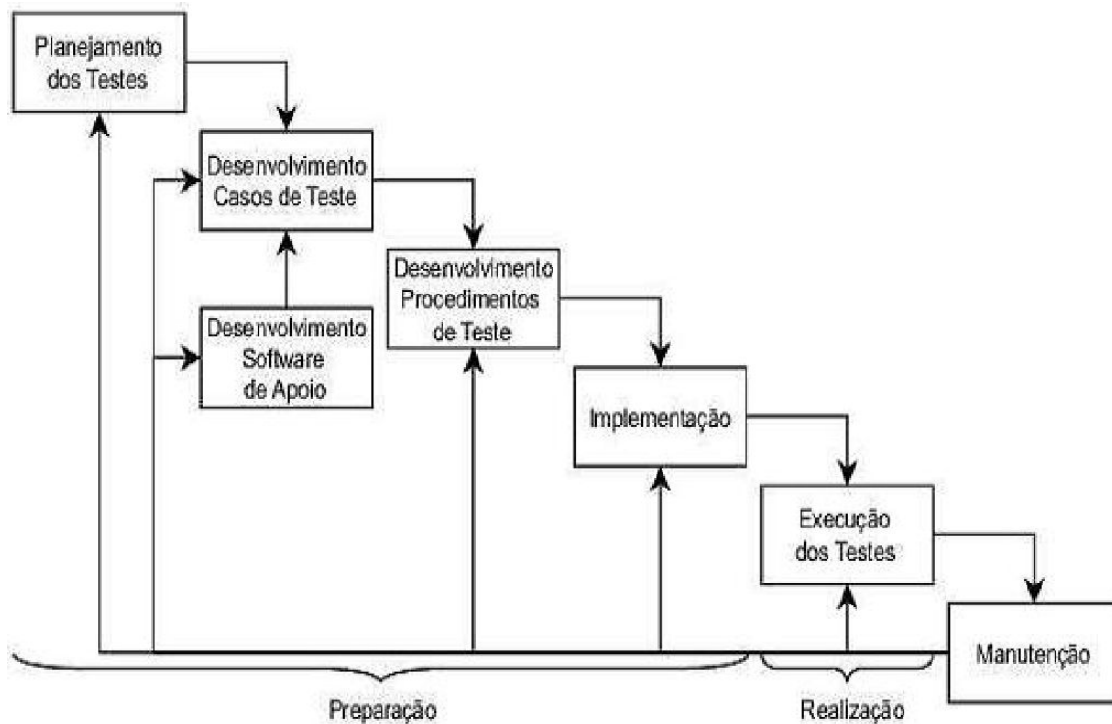 Planejamento
dos Testes
Desenvolvimento
Casos de Teste
Desenvolvimento
Procedimentos
de Teste
Desenvolvimento
Software
de Apoio
Implementação
Execução
dos Testes
Manutenção
Preparação
Realização